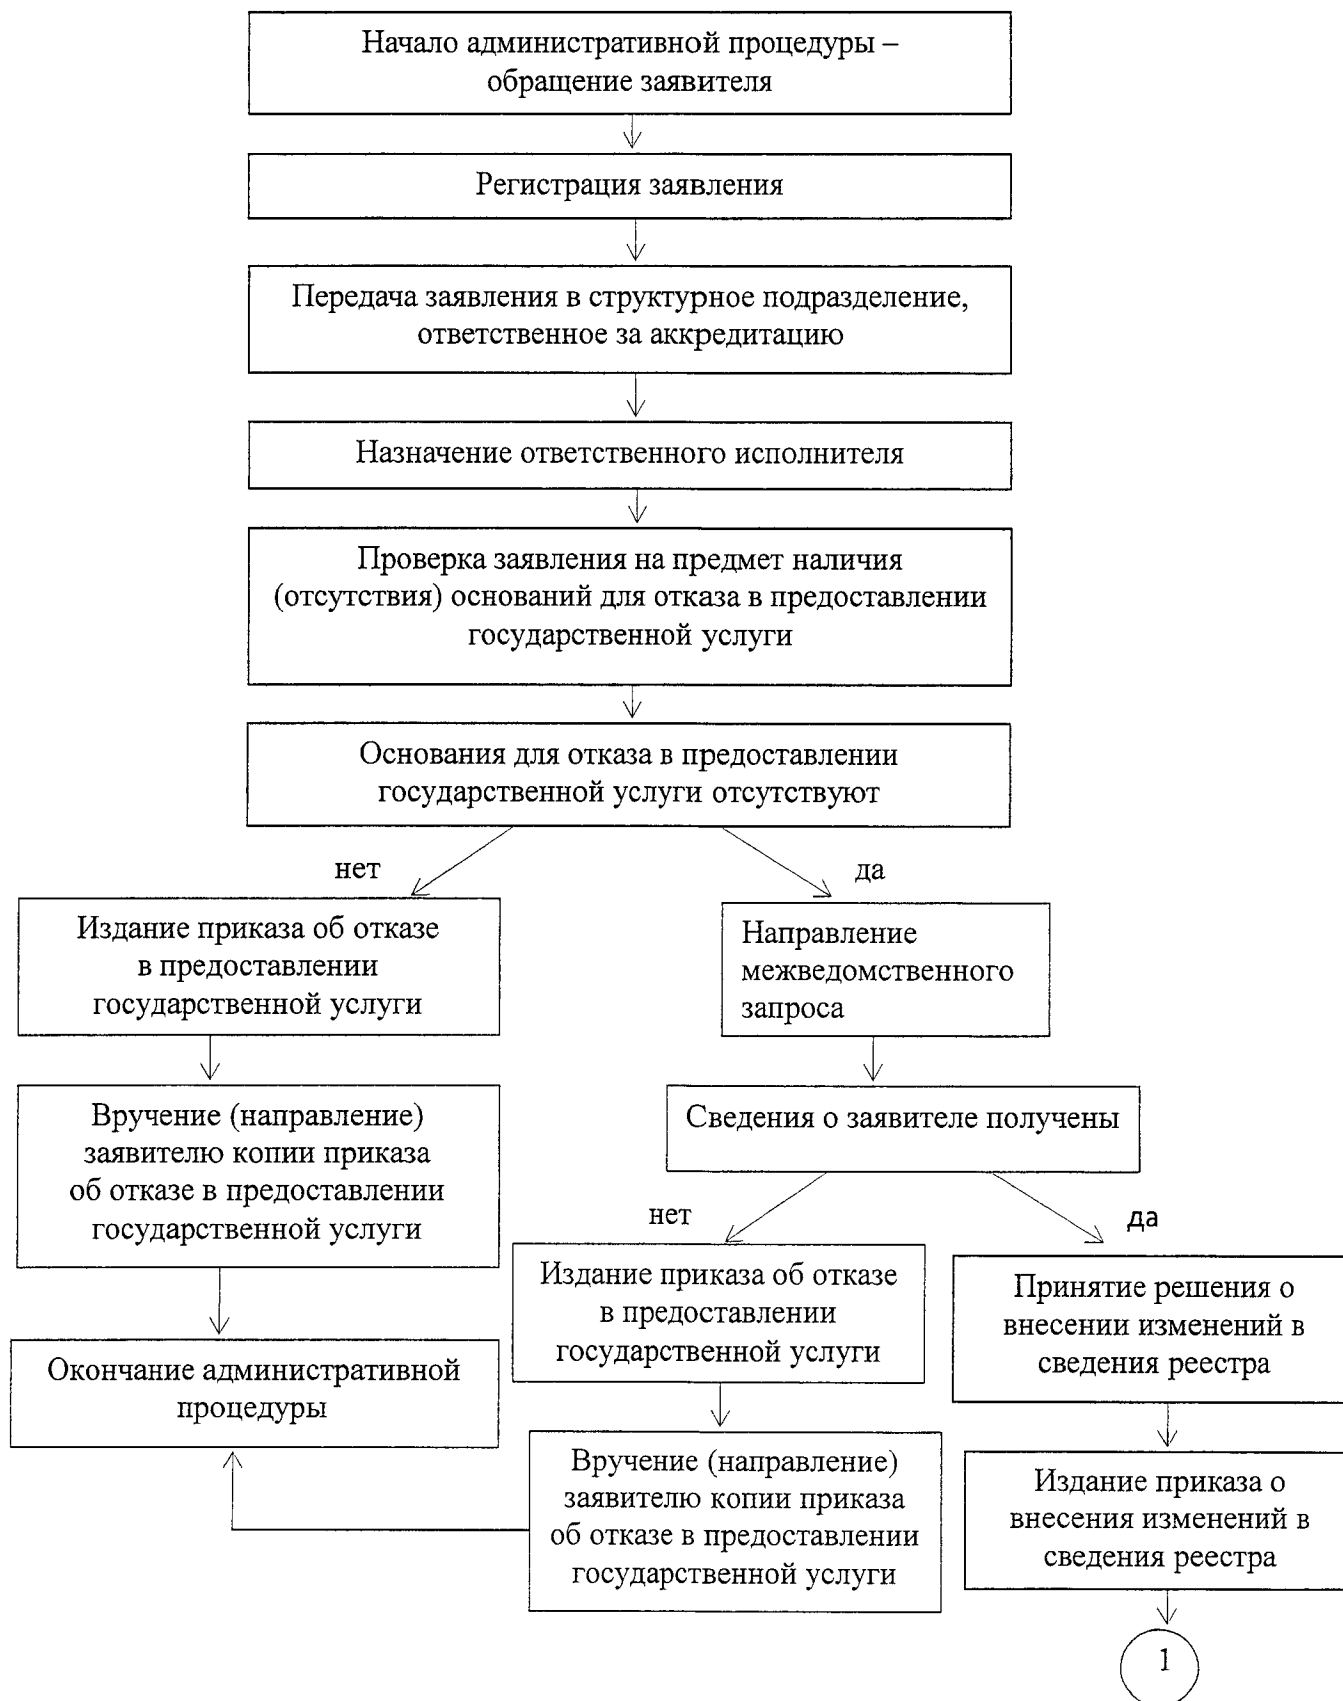 Начало административной процедуры –
обращение заявителя
Регистрация заявления
Передача заявления в структурное подразделение,
ответственное за аккредитацию
Назначение ответственного исполнителя
Проверка заявления на предмет наличия
(отсутствия) оснований для отказа в предоставлении
государственной услуги
Основания для отказа в предоставлении
государственной услуги отсутствуют
нет
да
Издание приказа об отказе
в предоставлении
государственной услуги
Направление
межведомственного
запроса
Вручение (направление)
заявителю копии приказа
об отказе в предоставлении
государственной услуги
Сведения о заявителе получены
нет
да
Издание приказа об отказе
в предоставлении
государственной услуги
Принятие решения о
внесении изменений в
сведения реестра
Окончание административной
процедуры
Вручение (направление)
заявителю копии приказа
об отказе в предоставлении
государственной услуги
Издание приказа о
внесения изменений в
сведения реестра
1